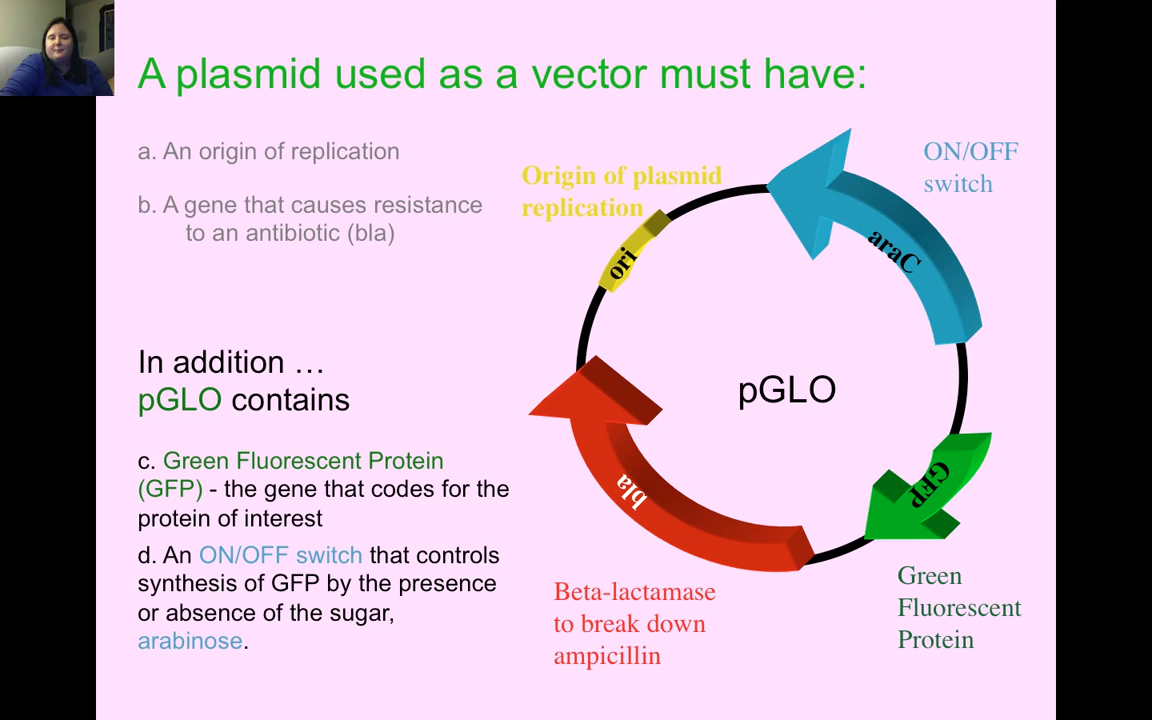 A plasmid used as a vector must have:
a. An origin of replication
b. A gene that causes resistance
to an antibiotic (bla)
In addition …
pGLO contains
c. Green Fluorescent Protein
(GFP) - the gene that codes for the
protein of interest
d. An ON/OFF switch that controls
synthesis of GFP by the presence
or absence of the sugar,
arabinose.
Origin of plasmid
replication
ori
ON/OFF
switch
araC
pGLO
GFP
bla
Beta-lactamase
to break down
ampicillin
Green
Fluorescent
Protein